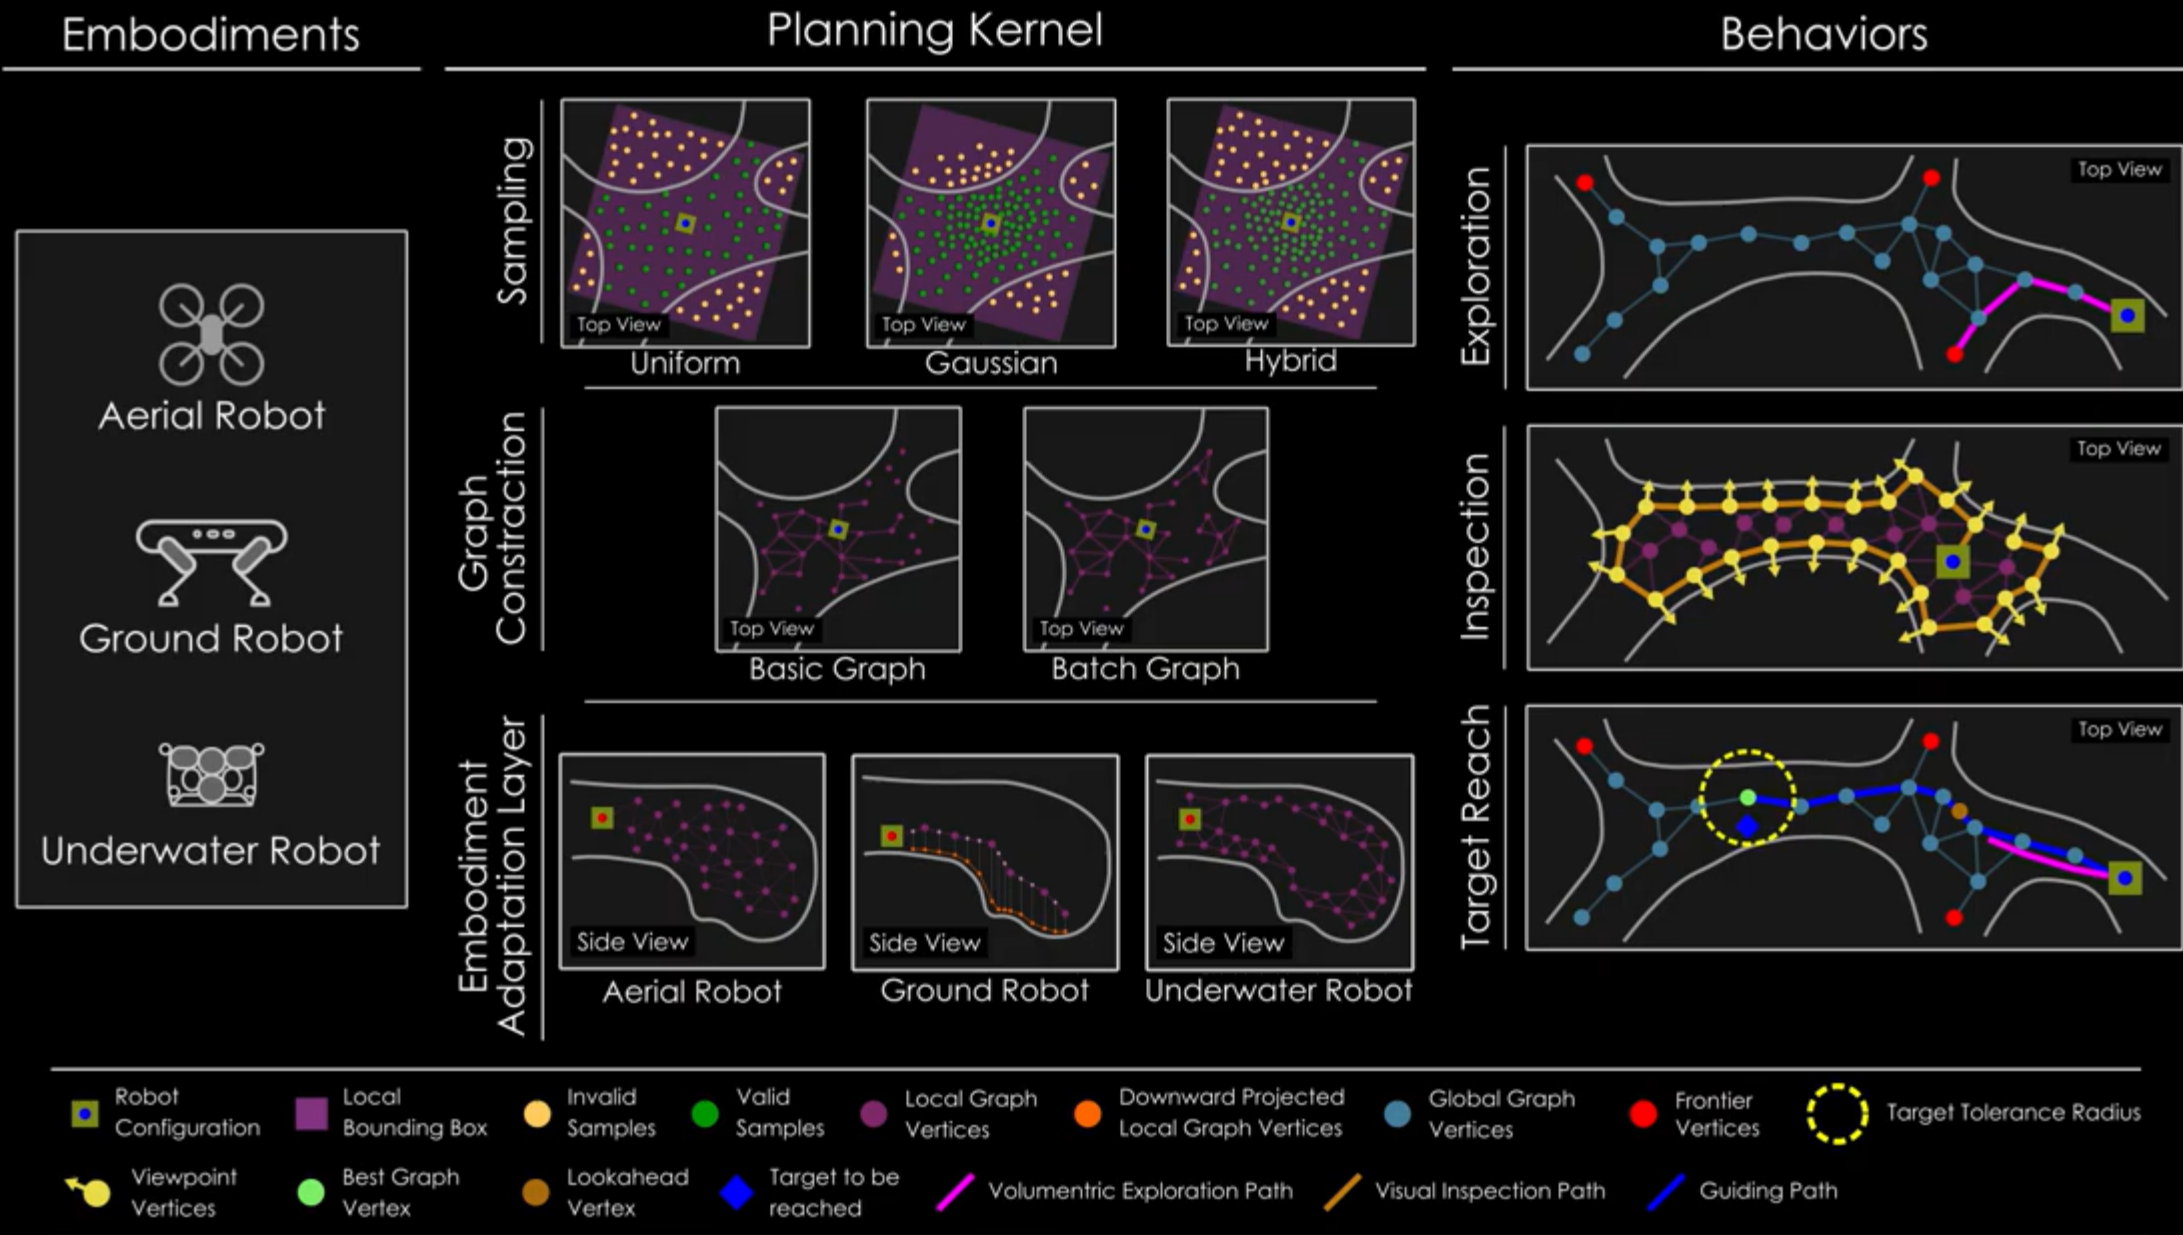 Embodiments
Planning Kernel
Behaviors
Aerial Robot
Ground Robot
Underwater Robot
Sampling
Top View
Top View
Top View
Uniform
Gaussian
Hybrid
Graph
Constraction
Top View
Top View
Basic Graph
Batch Graph
Embodiment
Adaptation Layer
Side View
Side View
Side View
Aerial Robot
Ground Robot
Underwater Robot
Exploration
Top View
Inspection
Top View
Target Reach
Top View
Robot
Configuration
Local
Bounding Box
Invalid
Samples
Valid
Samples
Local Graph
Vertices
Downward Projected
Local Graph Vertices
Global Graph
Vertices
Frontier
Vertices
Target Tolerance Radius
Viewpoint
Vertices
Best Graph
Vertex
Lookahead
Vertex
Target to be
reached
Volumentric Exploration Path
Visual Inspection Path
Guiding Path